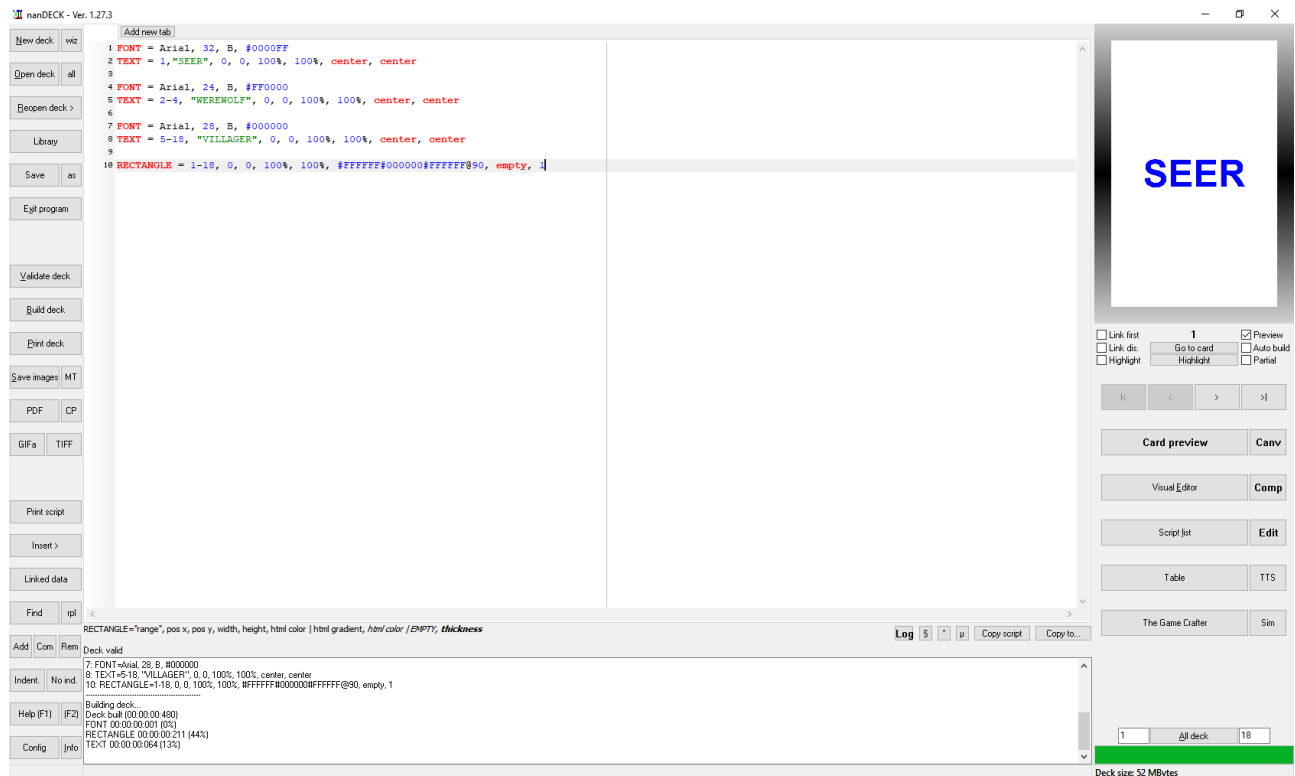 nanDECK - Ver. 1.27.3
New deck wiz
Open deck all
Reopen deck >
Library
Save as
Exit program
Validate deck
Build deck
Print deck
Save images MT
PDF CP
GIFa TIFF
Print script
Insert >
Linked data
Find rpl
Add Com Rem
Indent. No ind.
Help (F1) (F2)
Config Info
Add new tab
1 FONT = Arial, 32, B, #0000FF
2 TEXT = 1,"SEER", 0, 0, 100%, 100%, center, center
3
4 FONT = Arial, 24, B, #FF0000
5 TEXT = 2-4, "WEREWOLF", 0, 0, 100%, 100%, center, center
6
7 FONT = Arial, 28, B, #000000
8 TEXT = 5-18, "VILLAGER", 0, 0, 100%, 100%, center, center
9
10 RECTANGLE = 1-18, 0, 0, 100%, 100%, #FFFFFF#000000#FFFFFF@90, empty, 1
RECTANGLE="range", pos x, pos y, width, height, html color | html gradient, html color / EMPTY, thickness
Log § " µ Copy script Copy to...
Deck valid
7: FONT=Arial, 28, B, #000000
8: TEXT=5-18, "VILLAGER", 0, 0, 100%, 100%, center, center
10: RECTANGLE=1-18, 0, 0, 100%, 100%, #FFFFFF#000000#FFFFFF@90, empty, 1
--------------------------------------------------
Building deck...
Deck built (00:00:00:480)
FONT 00:00:00:001 (0%)
RECTANGLE 00:00:00:211 (44%)
TEXT 00:00:00:064 (13%)
SEER
Link first 1 Preview
Link dis. Go to card Auto build
Highlight Highlight Partial
K < > >|
Card preview Canv
Visual Editor Comp
Script list Edit
Table TTS
The Game Crafter Sim
1 All deck 18
Deck size: 52 MBytes